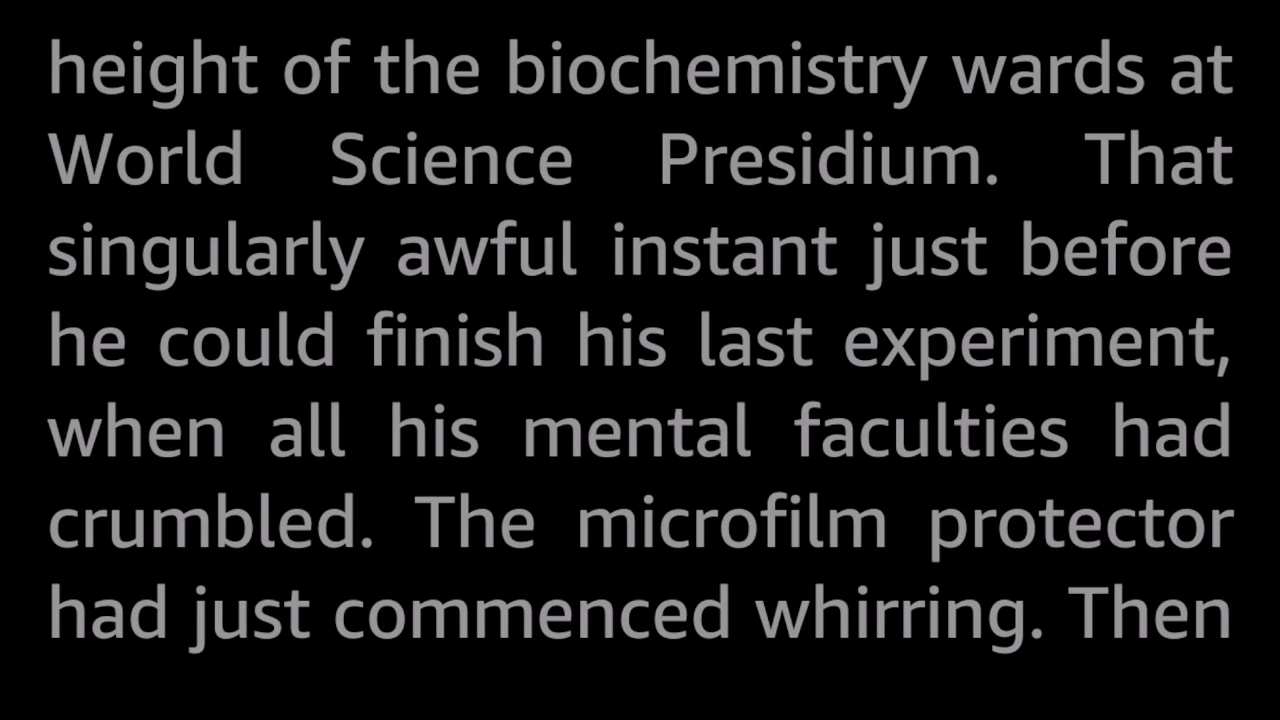 height of the biochemistry wards at
World Science Presidium. That
singularly awful instant just before
he could finish his last experiment,
when all his mental faculties had
crumbled. The microfilm protector
had just commenced whirring. Then